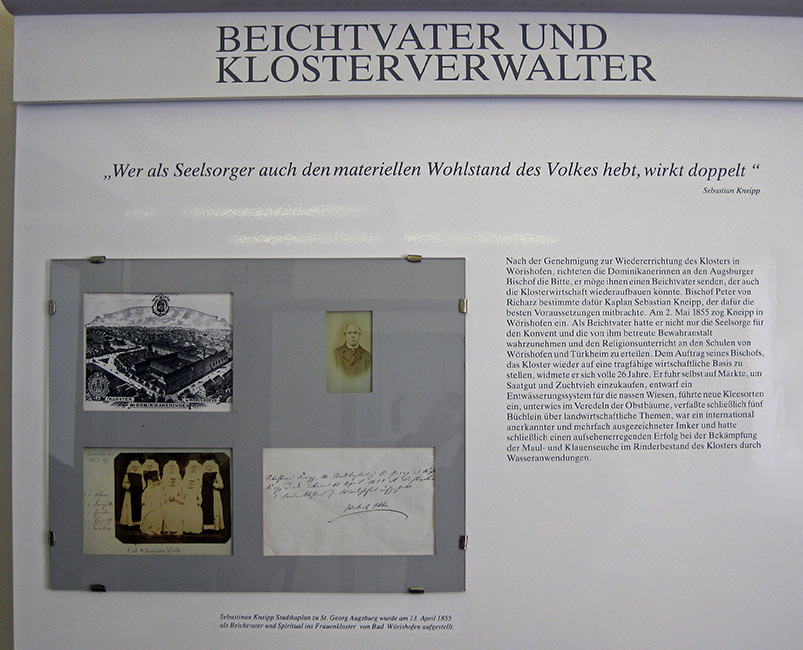 BEICHTVATER UND
KLOSTERVERWALTER
„Wer als Seelsorger auch den materiellen Wohlstand des Volkes hebt, wirkt doppelt “
Sebastian Kneipp
Nach der Genehmigung zur Wiedererrichtung des Klosters in
Wörishofen, richteten die Dominikanerinnen an den Augsburger
Bischof die Bitte, er möge ihnen einen Beichtvater senden, der auch
die Klosterwirtschaft wiederaufbauen könnte. Bischof Peter von
Richarz bestimmte dafür Kaplan Sebastian Kneipp, der dafür die
besten Voraussetzungen mitbrachte. Am 2. Mai 1855 zog Kneipp in
Wörishofen ein. Als Beichtvater hatte er nicht nur die Seelsorge für
den Konvent und die von ihm betreute Bewahranstalt
wahrzunehmen und den Religionsunterricht an den Schulen von
Wörishofen und Türkheim zu erteilen. Dem Auftrag seines Bischofs,
das Kloster wieder auf eine tragfähige wirtschaftliche Basis zu
stellen, widmete er sich volle 26 Jahre. Er fuhr selbst auf Märkte, um
Saatgut und Zuchtvieh einzukaufen, entwarf ein
Entwässerungssystem für die nassen Wiesen, führte neue Kleesorten
ein, unterwies im Veredeln der Obstbäume, verfaßte schließlich fünf
Büchlein über landwirtschaftliche Themen, war ein international
anerkannter und mehrfach ausgezeichneter Imker und hatte
schließlich einen aufsehenerregenden Erfolg bei der Bekämpfung
der Maul- und Klauenseuche im Rinderbestand des Klosters durch
Wasseranwendungen.
KLOSTER
DER DOMINIKANERINNEN
Sebastinan Kneipp Stadtkaplan zu St. Georg Augsburg wurde am 13. April 1855
als Beichtvater und Spiritual ins Frauenkloster von Bad Wörishofen aufgestellt.